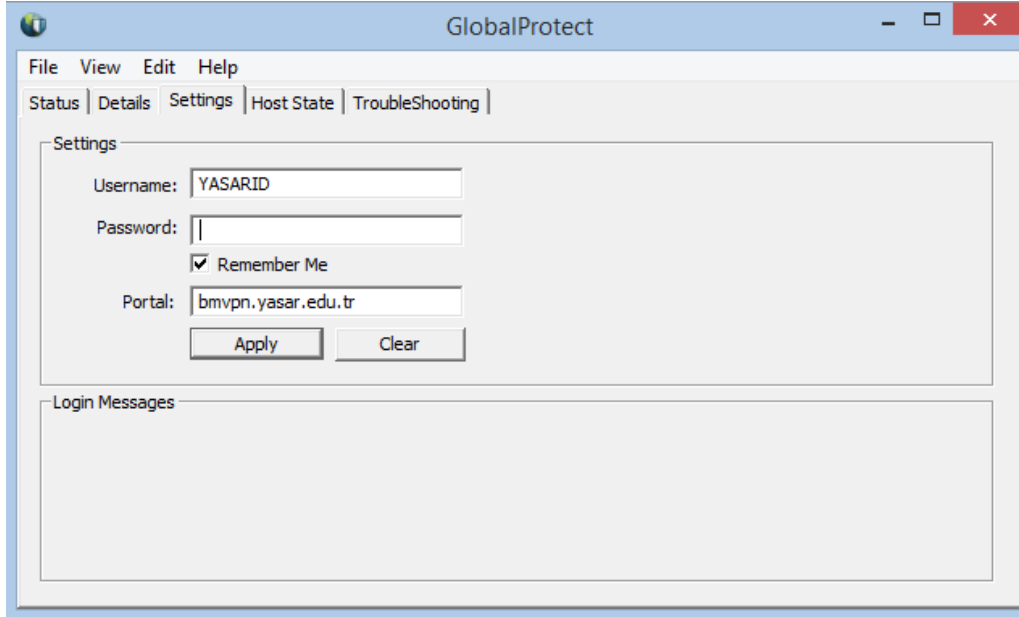 GlobalProtect
File View Edit Help
Status Details Settings Host State TroubleShooting
Settings
Username: YASARID
Password:
Remember Me
Portal: bmvpn.yasar.edu.tr
Apply Clear
Login Messages